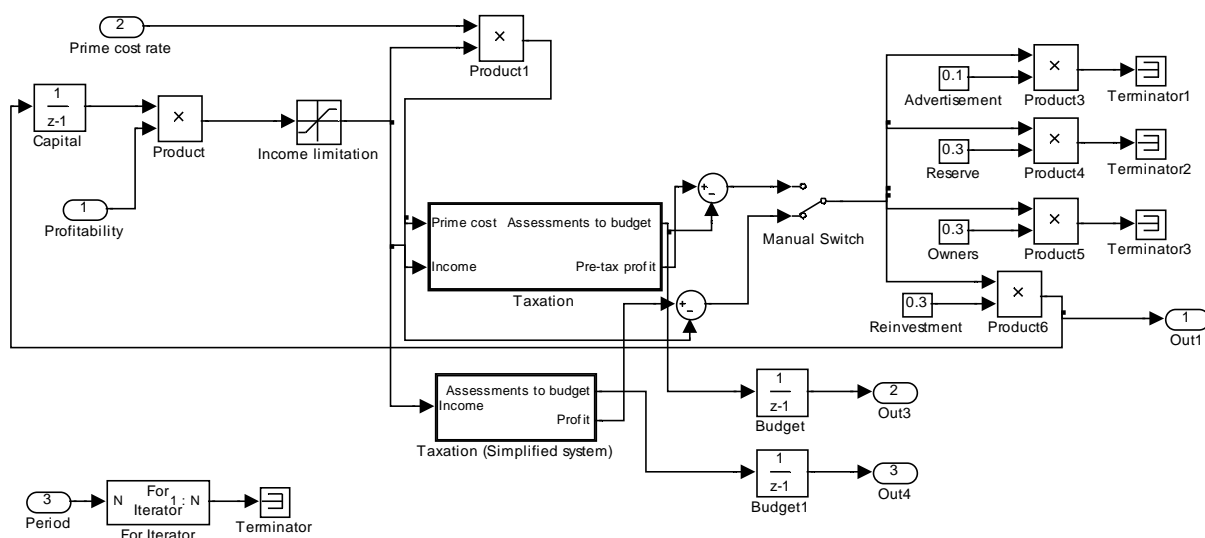 2
Prime cost rate
×
Product1
1
z-1
Capital
×
Product
Income limitation
1
Profitability
0.1
Advertisement
×
Product3
Terminator1
0.3
Reserve
×
Product4
Terminator2
0.3
Owners
×
Product5
Terminator3
Manual Switch
+
-
Prime cost
Assessments to budget
Income
Pre-tax profit
Taxation
+
-
0.3
Reinvestment
×
Product6
1
Out1
Assessments to budget
Income
Profit
Taxation (Simplified system)
1
z-1
Budget
2
Out3
1
z-1
Budget1
3
Out4
3
Period
N
For
Iterator
1 : N
For Iterator
Terminator